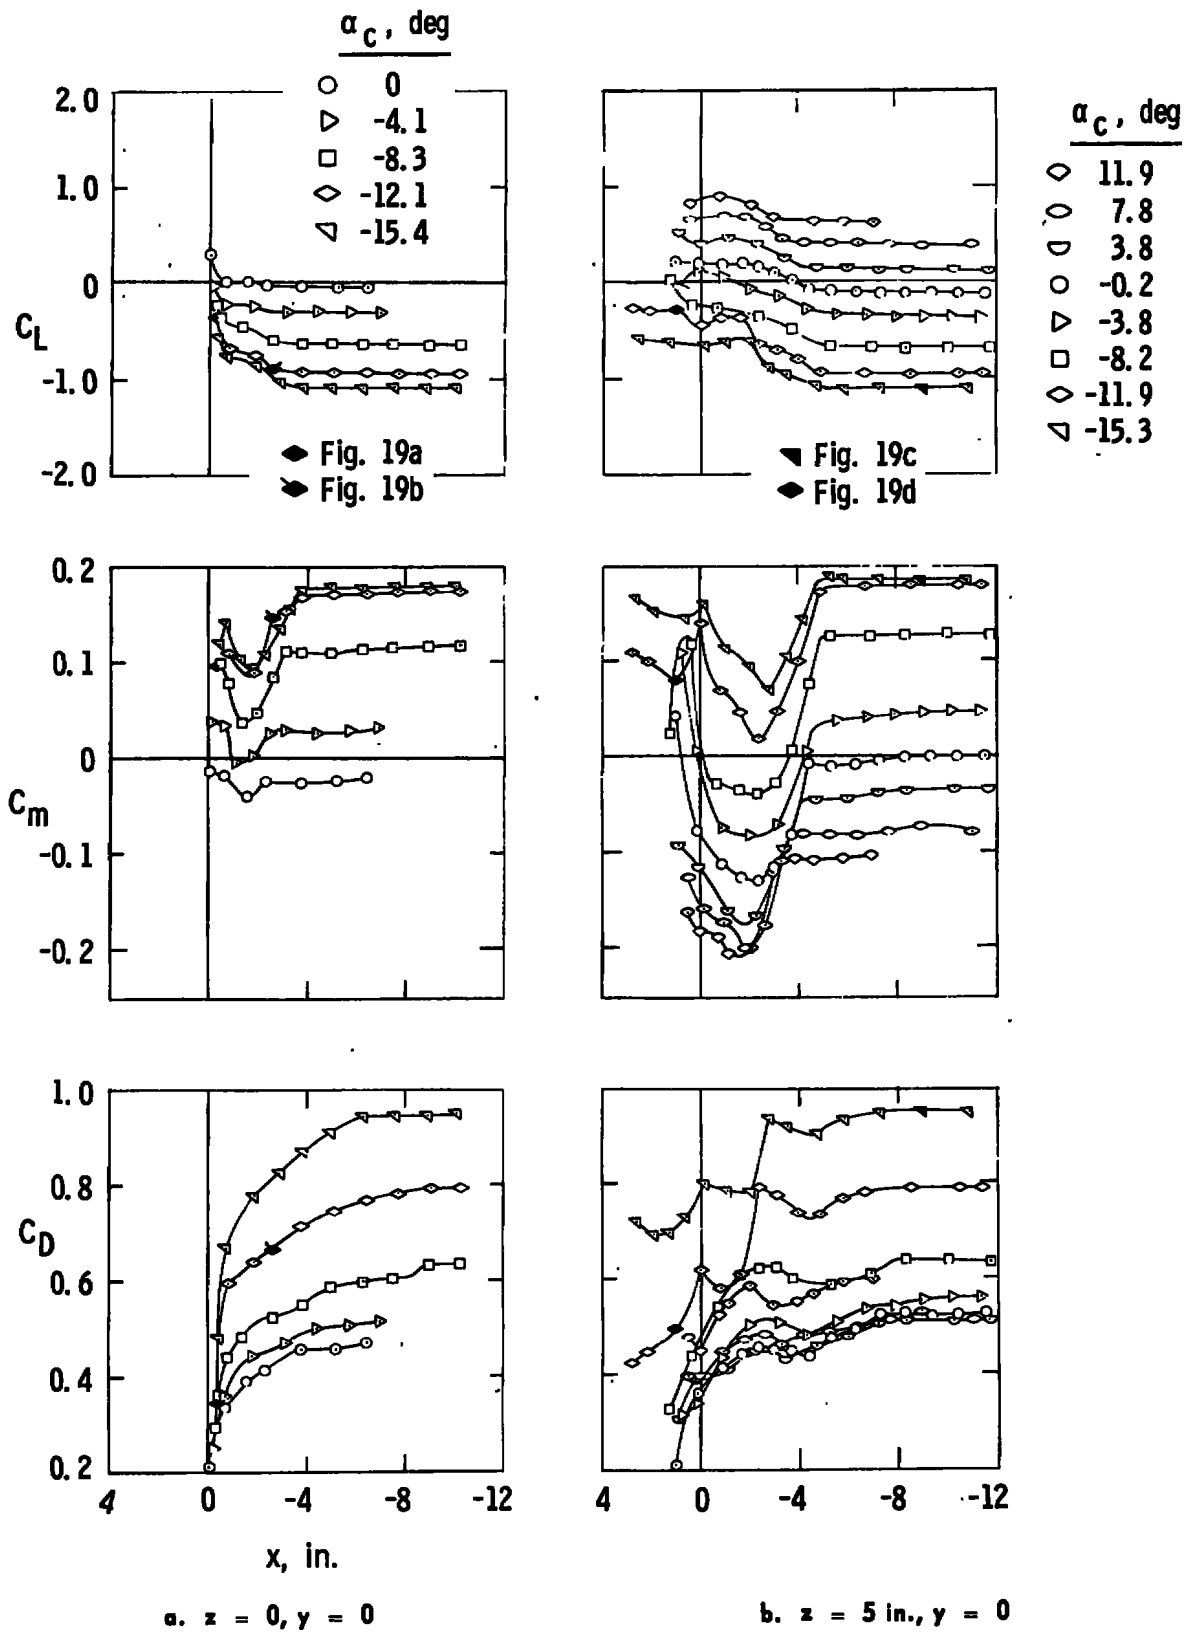 α_C, deg
0
-4.1
-8.3
-12.1
-15.4
α_C, deg
11.9
7.8
3.8
-0.2
-3.8
-8.2
-11.9
-15.3
2.0
1.0
0
C_L
-1.0
-2.0
Fig. 19a
Fig. 19b
Fig. 19c
Fig. 19d
0.2
0.1
0
C_m
-0.1
-0.2
1.0
0.8
C_D
0.6
0.4
0.2
4 0 -4 -8 -12
4 0 -4 -8 -12
x, in.
a. z = 0, y = 0
b. z = 5 in., y = 0